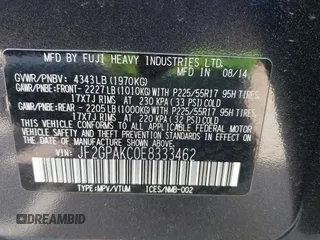 MFD BY FUJI HEAVY INDUSTRIES LTD.
MADE IN 08/14
GVWR/PNBV: 4343LB (1970KG)
GAWR/PNBE:FRONT- 2227LB (1010KG) WITH P225/55R17 95H TIRES,
17X7J RIMS AT 230 KPA (33 PSI) COLD
GAWR/PNBE:REAR - 2205LB (1000KG) WITH P225/55R17 95H TIRES,
17X7J RIMS AT 220 KPA (32 PSI) COLD
THIS VEHICLE CONFORMS TO ALL APPLICABLE
FEDERAL MOTOR VEHICLE SAFETY AND THEFT PREVENTION
STANDARDS IN EFFECT ON THE DATE OF MANUFACTURE
SHOWN ABOVE.
VIN: JF2GPAKC0E8333462
TYPE:MPV/VTUM ICES/NMB-002
CARDIFFBID